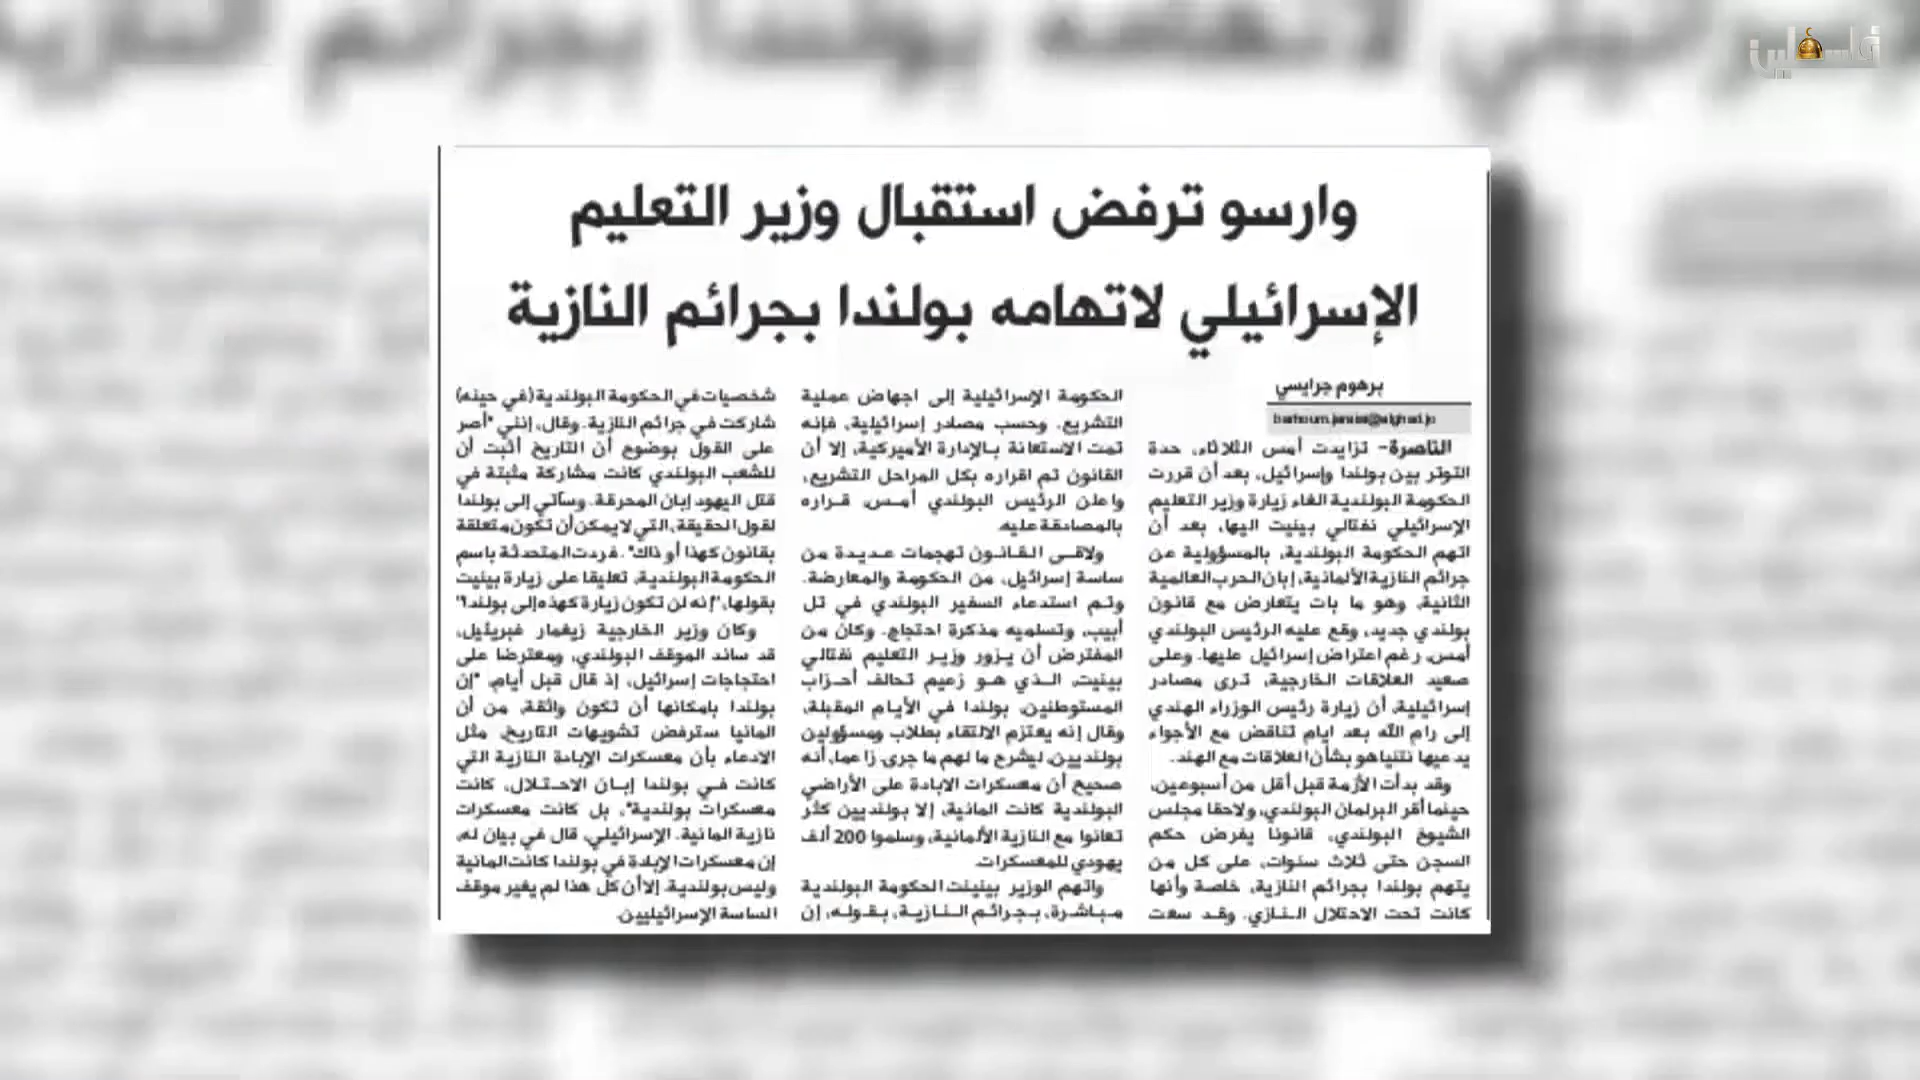 فلسطين
وارسو ترفض استقبال وزير التعليم
الإسرائيلي لاتهامه بولندا بجرائم النازية
برهوم جرايسي
barhoum.jaraisi@alghad.jo
الناصرة- تزايدت أمس الثلاثاء، حدة
التوتر بين بولندا وإسرائيل، بعد أن قررت
الحكومة البولندية الغاء زيارة وزير التعليم
الإسرائيلي نفتالي بينيت اليها، بعد أن
اتهم الحكومة البولندية، بالمسؤولية عن
جرائم النازية الألمانية، إبان الحرب العالمية
الثانية، وهو ما بات يتعارض مع قانون
بولندي جديد، وقع عليه الرئيس البولندي
أمس، رغم اعتراض إسرائيل عليها. وعلى
صعيد العلاقات الخارجية، ترى مصادر
إسرائيلية، أن زيارة رئيس الوزراء الهندي
إلى رام الله بعد ايام تناقض مع الأجواء
يدعيها نتنياهو بشأن العلاقات مع الهند.
وقد بدأت الأزمة قبل أقل من أسبوعين،
حينما أقر البرلمان البولندي، ولاحقا مجلس
الشيوخ البولندي، قانونا يفرض حكم
السجن حتى ثلاث سنوات، على كل من
يتهم بولندا بجرائم النازية، خاصة وأنها
كانت تحت الاحتلال النازي. وقد سعت
الحكومة الإسرائيلية إلى اجهاض عملية
التشريع. وحسب مصادر إسرائيلية، فإنه
تمت الاستعانة بالإدارة الأميركية، إلا أن
القانون تم اقراره بكل المراحل التشريع،
واعلن الرئيس البولندي أمس، قراره
بالمصادقة عليه.
ولاقى القانون تهجمات عديدة من
ساسة إسرائيل، من الحكومة والمعارضة.
وتم استدعاء السفير البولندي في تل
أبيب، وتسلميه مذكرة احتجاج. وكان من
المفترض أن يزور وزير التعليم نفتالي
بينيت، الذي هو زعيم تحالف أحزاب
المستوطنين، بولندا في الأيام المقبلة،
وقال إنه يعتزم الالتقاء بطلاب ومسؤولين
بولنديين، ليشرح ما لهم ما جرى، زاعما، أنه
صحيح أن معسكرات الابادة على الأراضي
البولندية كانت المانية، إلا بولنديين كثر
تعانوا مع النازية الألمانية، وسلموا 200 ألف
يهودي للمعسكرات.
واتهم الوزير بينينت الحكومة البولندية
مباشرة، بجرائم النازية، بقوله، إن
شخصيات في الحكومة البولندية (في حينه)
شاركت في جرائم النازية. وقال، إنني "أصر
على القول بوضوح أن التاريخ أثبت أن
للشعب البولندي كانت مشاركة مثبتة في
قتل اليهود إبان المحرقة. وسآتي إلى بولندا
لقول الحقيقة، التي لا يمكن أن تكون متعلقة
بقانون كهذا أو ذاك". فردت المتحدثة باسم
الحكومة البولندية، تعليقا على زيارة بينيت
بقولها، "إنه لن تكون زيارة كهذه إلى بولندا"
وكان وزير الخارجية زيغمار غبريئيل،
قد ساند الموقف البولندي، ومعترضا على
احتجاجات إسرائيل، إذ قال قبل أيام، "إن
بولندا بامكانها أن تكون واثقة، من أن
المانيا سترفض تشويهات التاريخ، مثل
الادعاء بأن معسكرات الإبادة النازية التي
كانت في بولندا إبان الاحتلال، كانت
معسكرات بولندية"، بل كانت معسكرات
نازية المانية. الإسرائيلي، قال في بيان له،
إن معسكرات الإبادة في بولندا كانت المانية
وليس بولندية. إلا أن كل هذا لم يغير موقف
الساسة الإسرائيليين.